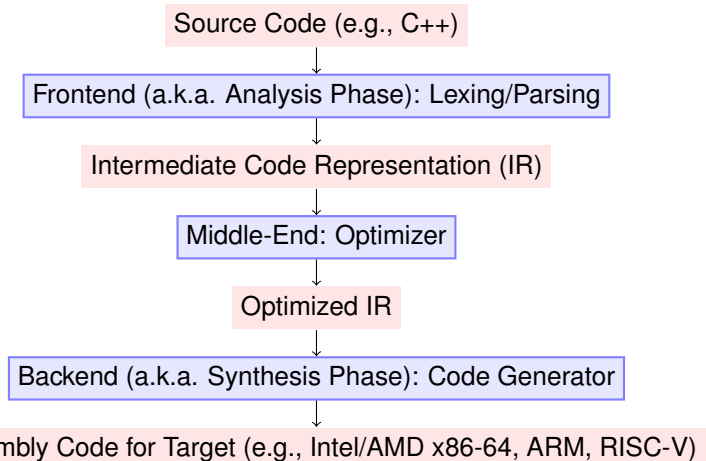 Source Code (e.g., C++)
Frontend (a.k.a. Analysis Phase): Lexing/Parsing
Intermediate Code Representation (IR)
Middle-End: Optimizer
Optimized IR
Backend (a.k.a. Synthesis Phase): Code Generator
mbly Code for Target (e.g., Intel/AMD x86-64, ARM, RISC-V)